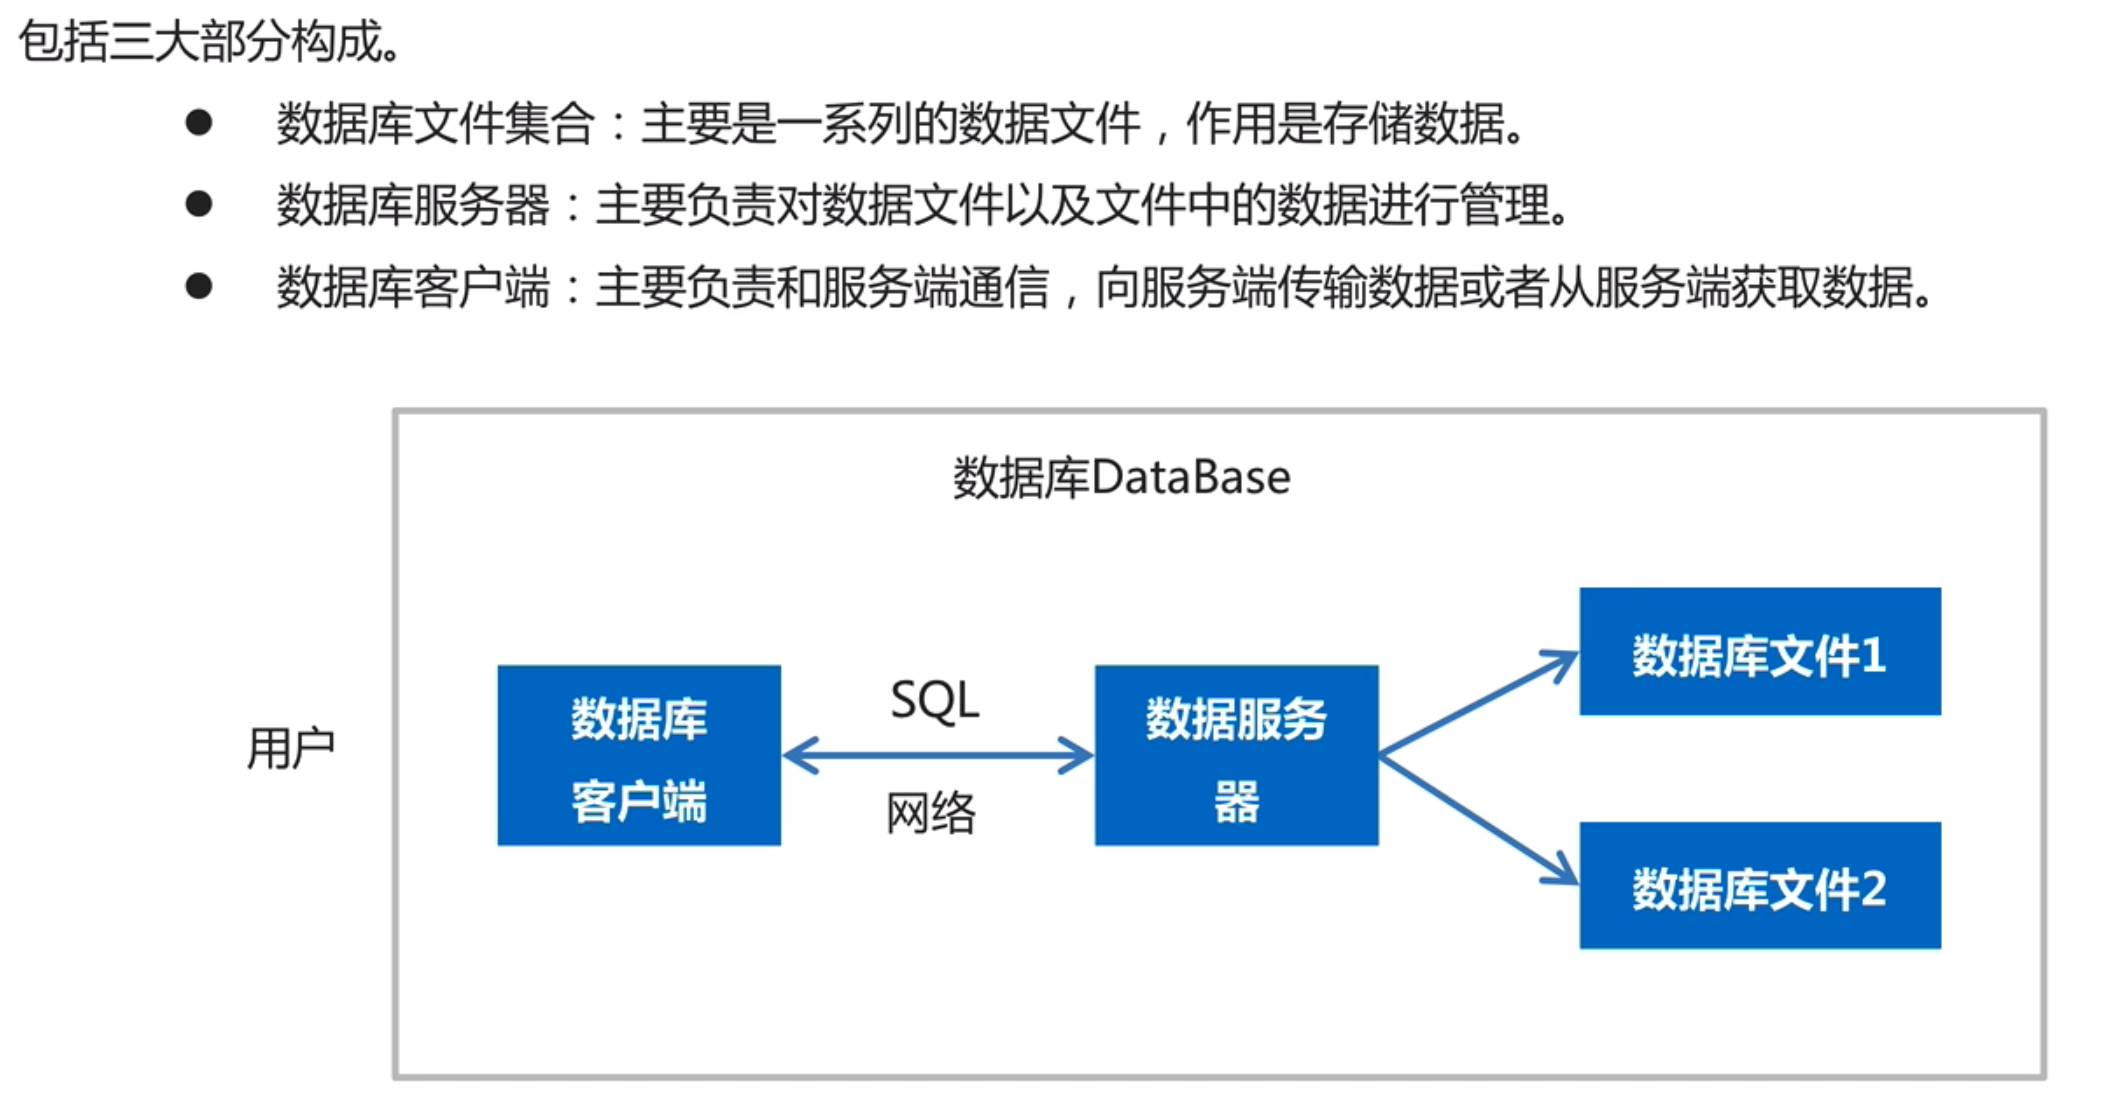 包括三大部分构成。
● 数据库文件集合：主要是一系列的数据文件，作用是存储数据。
● 数据库服务器：主要负责对数据文件以及文件中的数据进行管理。
● 数据库客户端：主要负责和服务端通信，向服务端传输数据或者从服务端获取数据。
数据库DataBase
用户
数据库
客户端
SQL
网络
数据服务
器
数据库文件1
数据库文件2